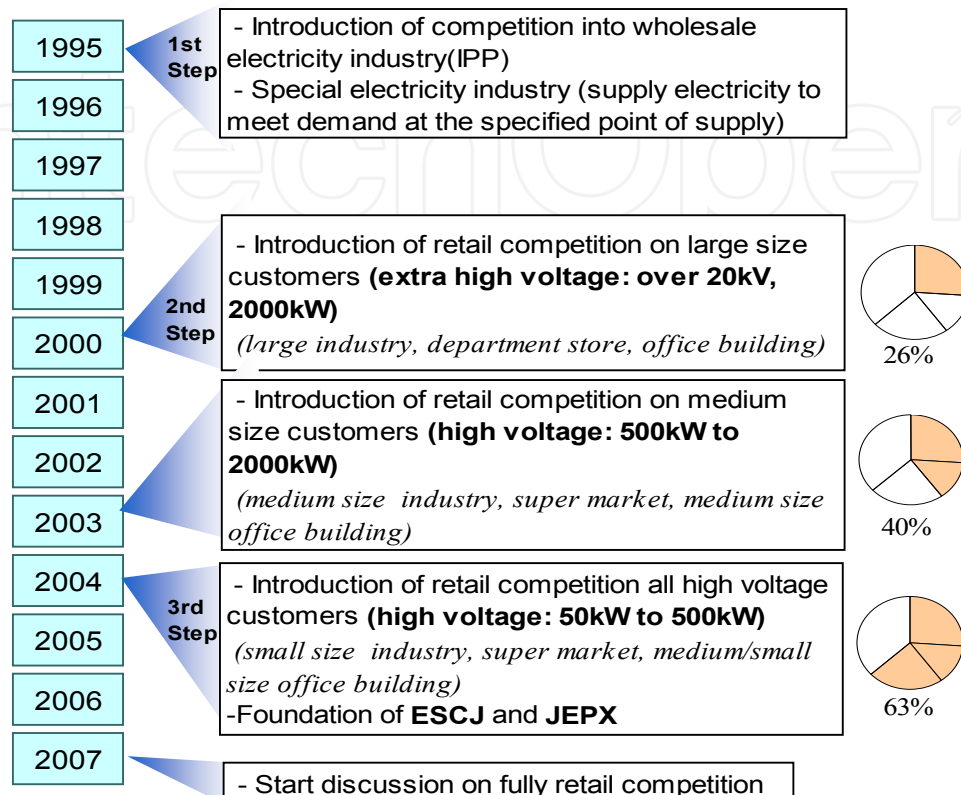 1995
1996
1997
1998
1999
2000
2001
2002
2003
2004
2005
2006
2007
1st
Step
- Introduction of competition into wholesale
electricity industry(IPP)
- Special electricity industry (supply electricity to
meet demand at the specified point of supply)
2nd
Step
- Introduction of retail competition on large size
customers (extra high voltage: over 20kV,
2000kW)
(large industry, department store, office building)
26%
- Introduction of retail competition on medium
size customers (high voltage: 500kW to
2000kW)
(medium size industry, super market, medium size
office building)
40%
3rd
Step
- Introduction of retail competition all high voltage
customers (high voltage: 50kW to 500kW)
(small size industry, super market, medium/small
size office building)
-Foundation of ESCJ and JEPX
63%
- Start discussion on fully retail competition